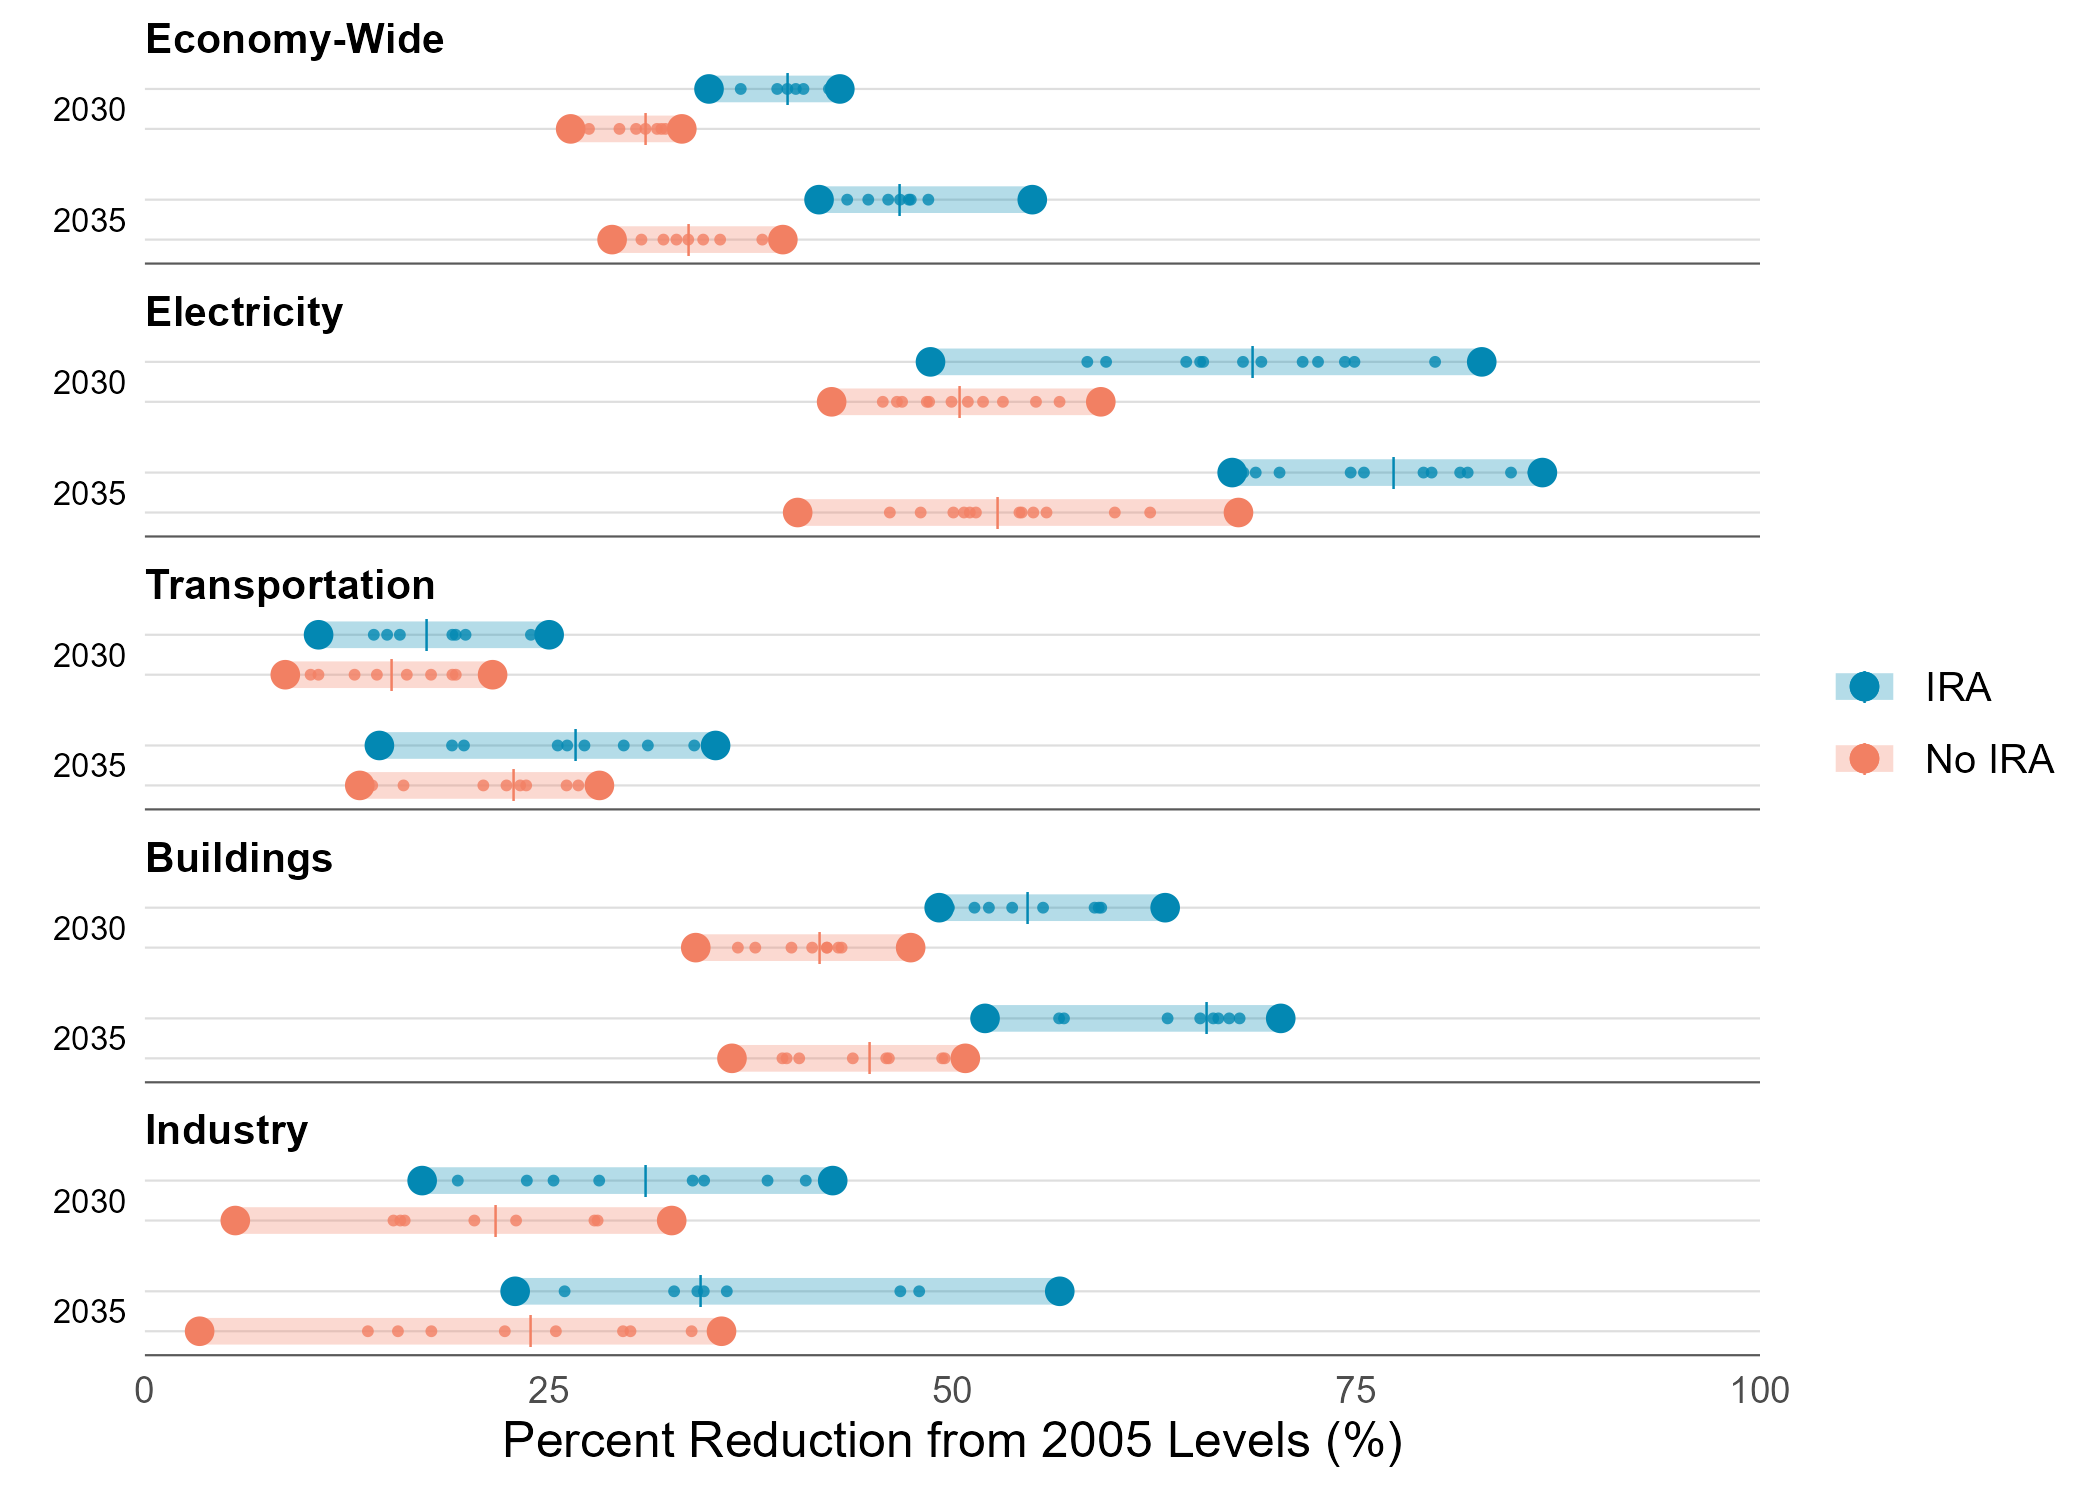 Economy-Wide
2030
2035
Electricity
2030
2035
Transportation
2030
2035
IRA
No IRA
Buildings
2030
2035
Industry
2030
2035
0 25 50 75 100
Percent Reduction from 2005 Levels (%)